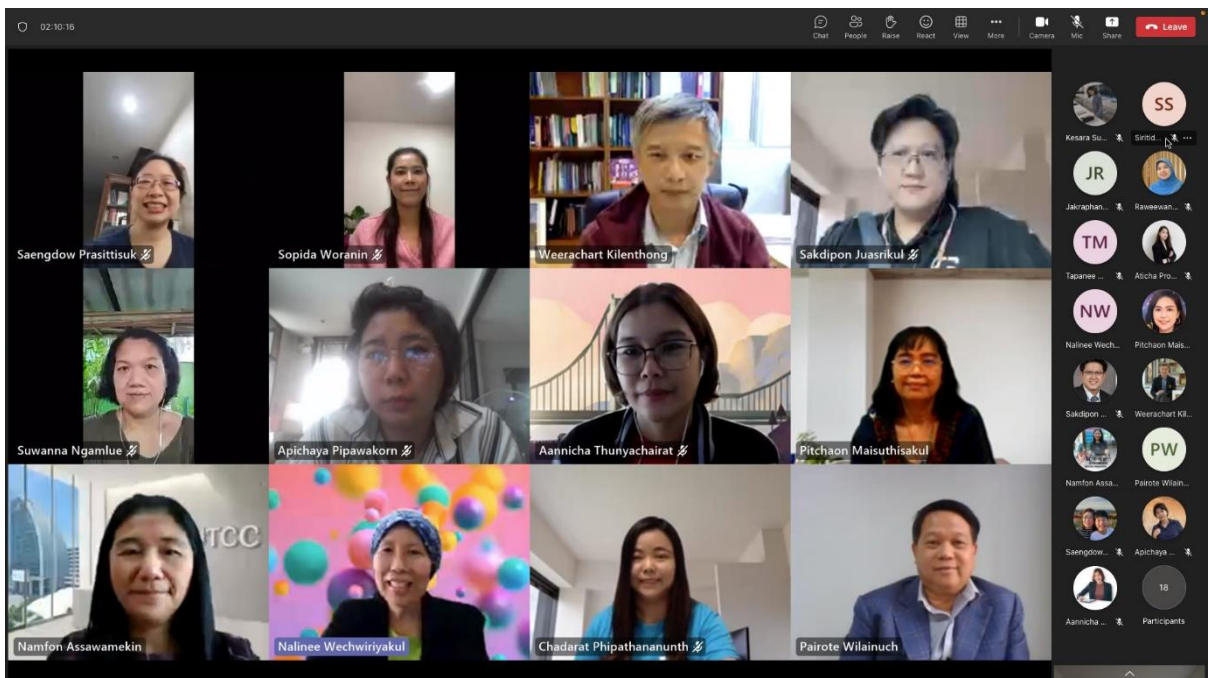 02:10:16
Chat People Raise React View More Camera Mic Share Leave
Saengdow Prasittisuk
Sopida Woranin
Weerachart Kilenthong
Sakdipon Juasrikul
Suwanna Ngamlue
Apichaya Pipawakorn
Aannicha Thunyachairat
Pitchaon Maisuthisakul
TCC
Namfon Assawamekin
Nalinee Wechwiriyakul
Chadarat Phipathananunth
Pairote Wilainuch
SS
Kesara Su... Siritid...
JR
Jakraphan... Raweewan...
TM
Tapanee ... Aticha Pro...
NW
Nalinee Wech... Pitchaon Mais...
Sakdipon ... Weerachart Kil...
PW
Namfon Assa... Pairote Wilain...
Saengdow... Apichaya ...
18
Aannicha ... Participants